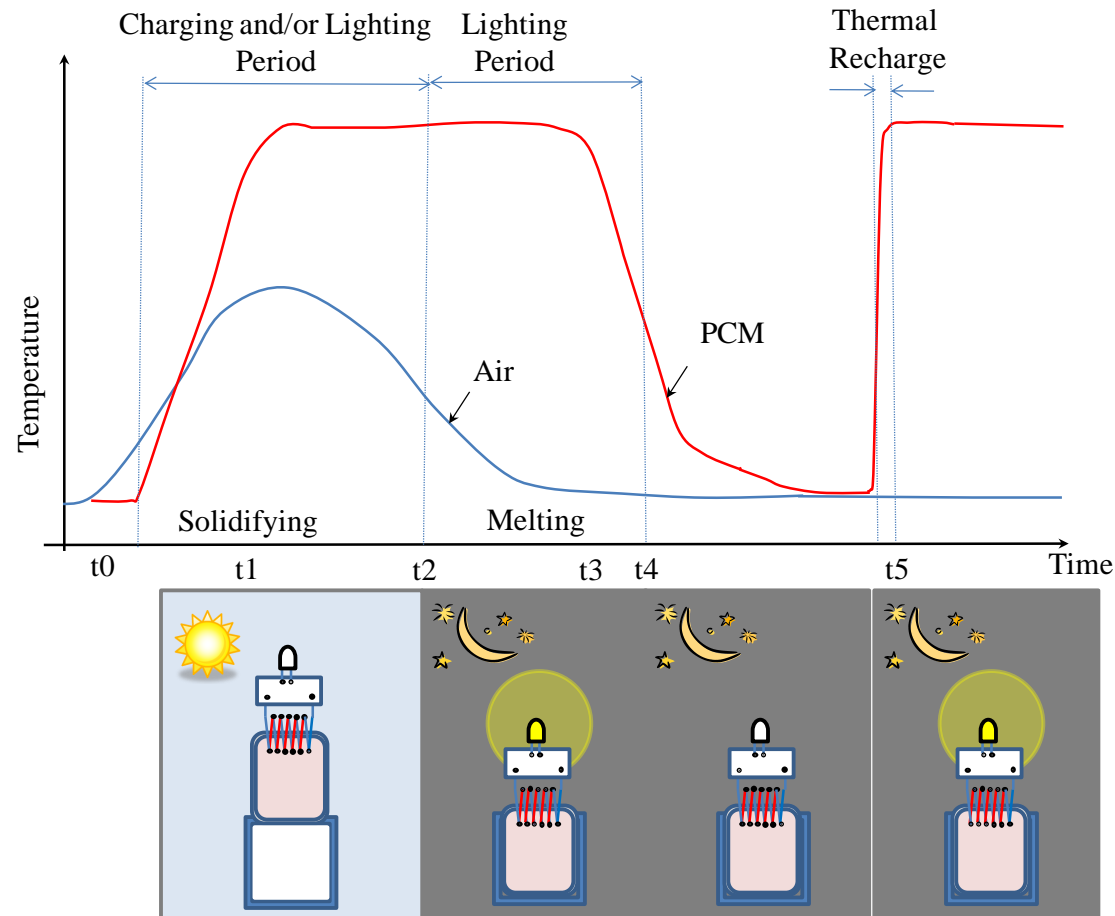 Charging and/or Lighting
Period
Lighting
Period
Thermal
Recharge
Temperature
PCM
Air
Solidifying
Melting
t0
t1
t2
t3
t4
t5
Time